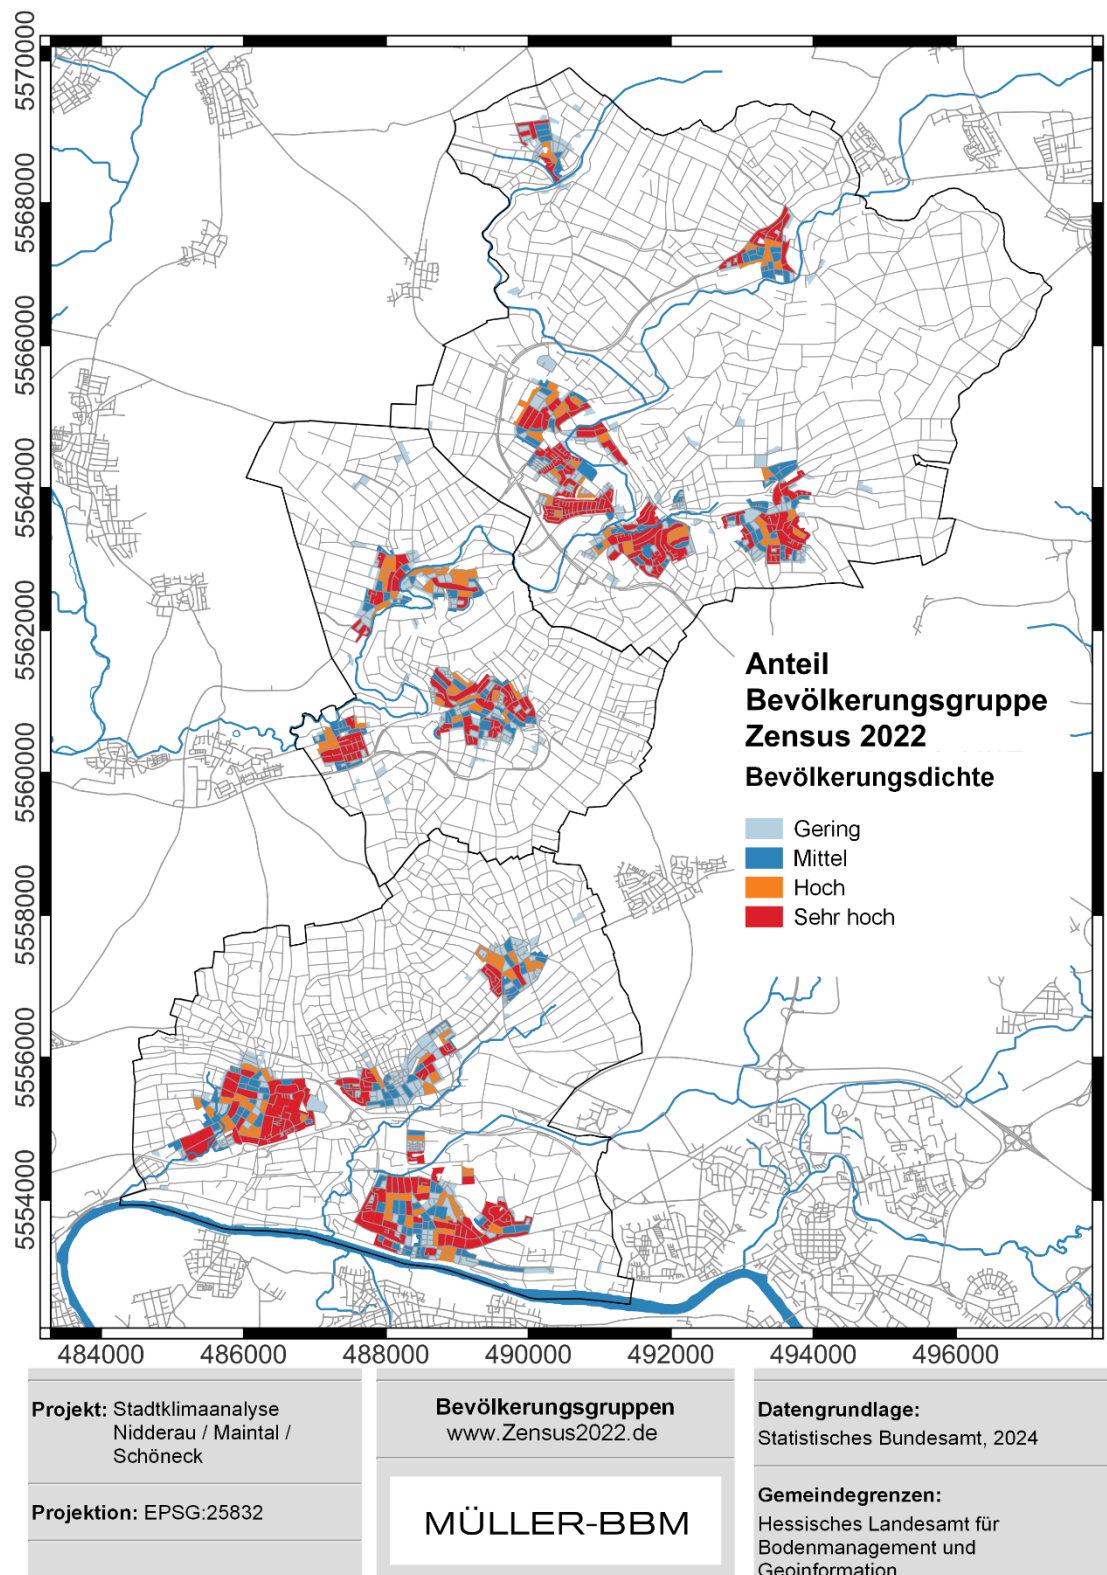 5570000
5568000
5566000
5564000
5562000
5560000
5558000
5556000
5554000
Anteil
Bevölkerungsgruppe
Zensus 2022
Bevölkerungsdichte
Gering
Mittel
Hoch
Sehr hoch
484000 486000 488000 490000 492000 494000 496000
Projekt: Stadtklimaanalyse
Nidderau / Maintal /
Schöneck
Projektion: EPSG:25832
Bevölkerungsgruppen
www.Zensus2022.de
MÜLLER-BBM
Datengrundlage:
Statistisches Bundesamt, 2024
Gemeindegrenzen:
Hessisches Landesamt für
Bodenmanagement und
Geoinformation